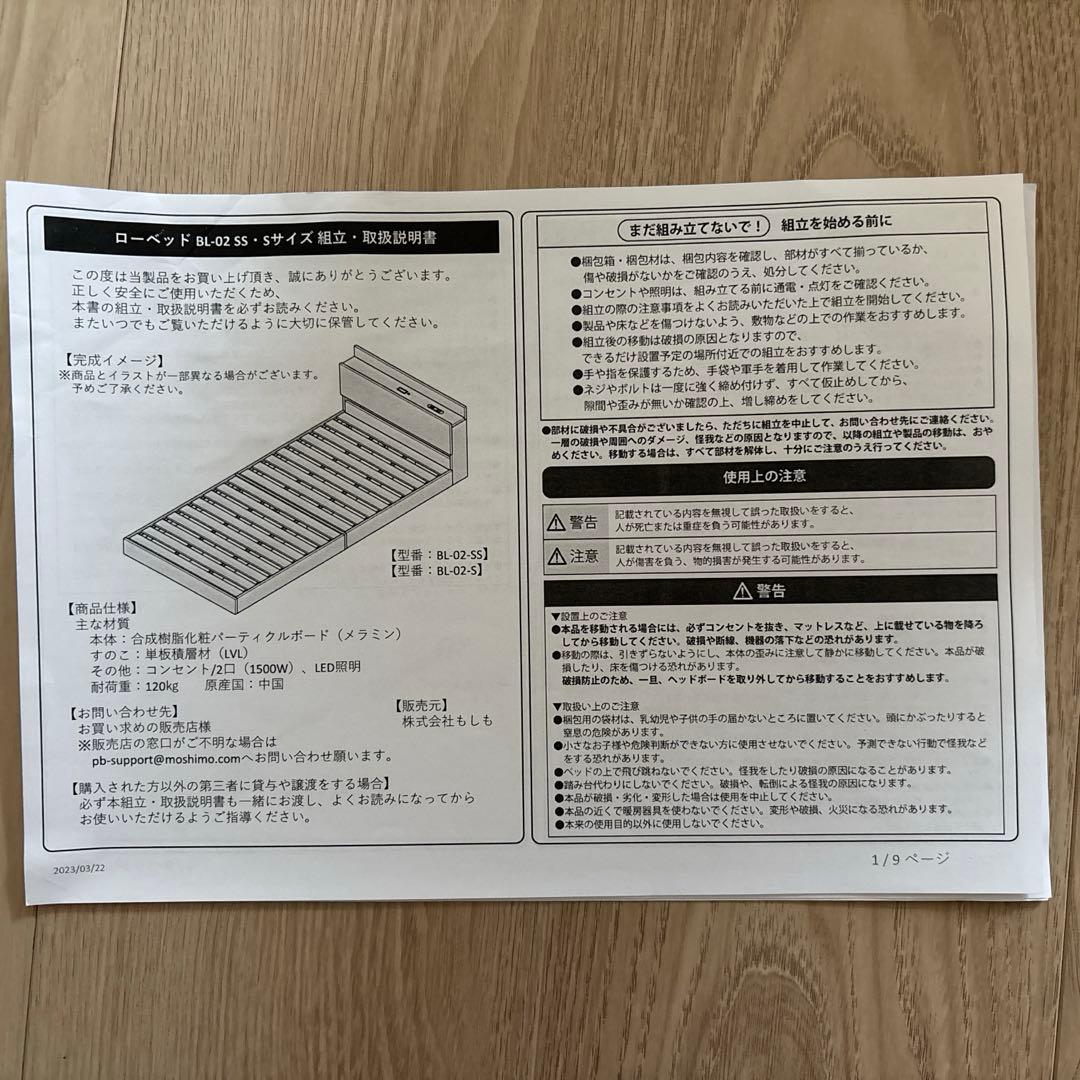 ローベッド BL-02 SS・Sサイズ 組立・取扱説明書
この度は当製品をお買い上げ頂き、誠にありがとうございます。
正しく安全にご使用いただくため、
本書の組立・取扱説明書を必ずお読みください。
またいつでもご覧いただけるように大切に保管してください。
【完成イメージ】
※商品とイラストが一部異なる場合がございます。
予めご了承ください。
【型番：BL-02-SS】
【型番：BL-02-S】
【商品仕様】
主な材質
本体：合成樹脂化粧パーティクルボード（メラミン）
すのこ：単板積層材（LVL）
その他：コンセント/2口（1500W）、LED照明
耐荷重：120kg　原産国：中国
【お問い合わせ先】
お買い求めの販売店様
※販売店の窓口がご不明な場合は
pb-support@moshimo.comへお問い合わせ願います。
【販売元】
株式会社もしも
【購入された方以外の第三者に貸与や譲渡をする場合】
必ず本組立・取扱説明書も一緒にお渡し、よくお読みになってから
お使いいただけるようご指導ください。
2023/03/22
まだ組み立てないで！ 組立を始める前に
●梱包箱・梱包材は、梱包内容を確認し、部材がすべて揃っているか、
傷や破損がないかをご確認のうえ、処分してください。
●コンセントや照明は、組み立てる前に通電・点灯をご確認ください。
●組立の際の注意事項をよくお読みいただいた上で組立を開始してください。
●製品や床などを傷つけないよう、敷物などの上での作業をおすすめします。
●組立後の移動は破損の原因となりますので、
できるだけ設置予定の場所付近での組立をおすすめします。
●手や指を保護するため、手袋や軍手を着用して作業してください。
●ネジやボルトは一度に強く締め付けず、すべて仮止めしてから、
隙間や歪みが無いか確認の上、増し締めをしてください。
●部材に破損や不具合がございましたら、ただちに組立を中止して、お問い合わせ先にご連絡ください。
一層の破損や周囲へのダメージ、怪我などの原因となりますので、以降の組立や製品の移動は、おや
めください。移動する場合は、すべて部材を解体し、十分にご注意のうえ行ってください。
使用上の注意
警告 記載されている内容を無視して誤った取扱いをすると、
人が死亡または重症を負う可能性があります。
注意 記載されている内容を無視して誤った取扱いをすると、
人が傷害を負う、物的損害が発生する可能性があります。
警告
▼設置上のご注意
●本品を移動される場合には、必ずコンセントを抜き、マットレスなど、上に載せている物を降ろ
してから移動してください。破損や断線、機器の落下などの恐れがあります。
●移動の際は、引きずらないようにし、本体の歪みに注意して静かに移動してください。本品が破
損したり、床を傷つける恐れがあります。
破損防止のため、一旦、ヘッドボードを取り外してから移動することをおすすめします。
▼取扱い上のご注意
●梱包用の袋材は、乳幼児や子供の手の届かないところに置いてください。頭にかぶったりすると
窒息の危険があります。
●小さなお子様や危険判断ができない方に使用させないでください。予測できない行動で怪我など
をする恐れがあります。
●ベッドの上で飛び跳ねないでください。怪我をしたり破損の原因になることがあります。
●踏み台代わりにしないでください。破損や、転倒による怪我の原因になります。
●本品が破損・劣化・変形した場合は使用を中止してください。
●本品の近くで暖房器具を使わないでください。変形や破損、火災になる恐れがあります。
●本来の使用目的以外に使用しないでください。
1/9 ページ